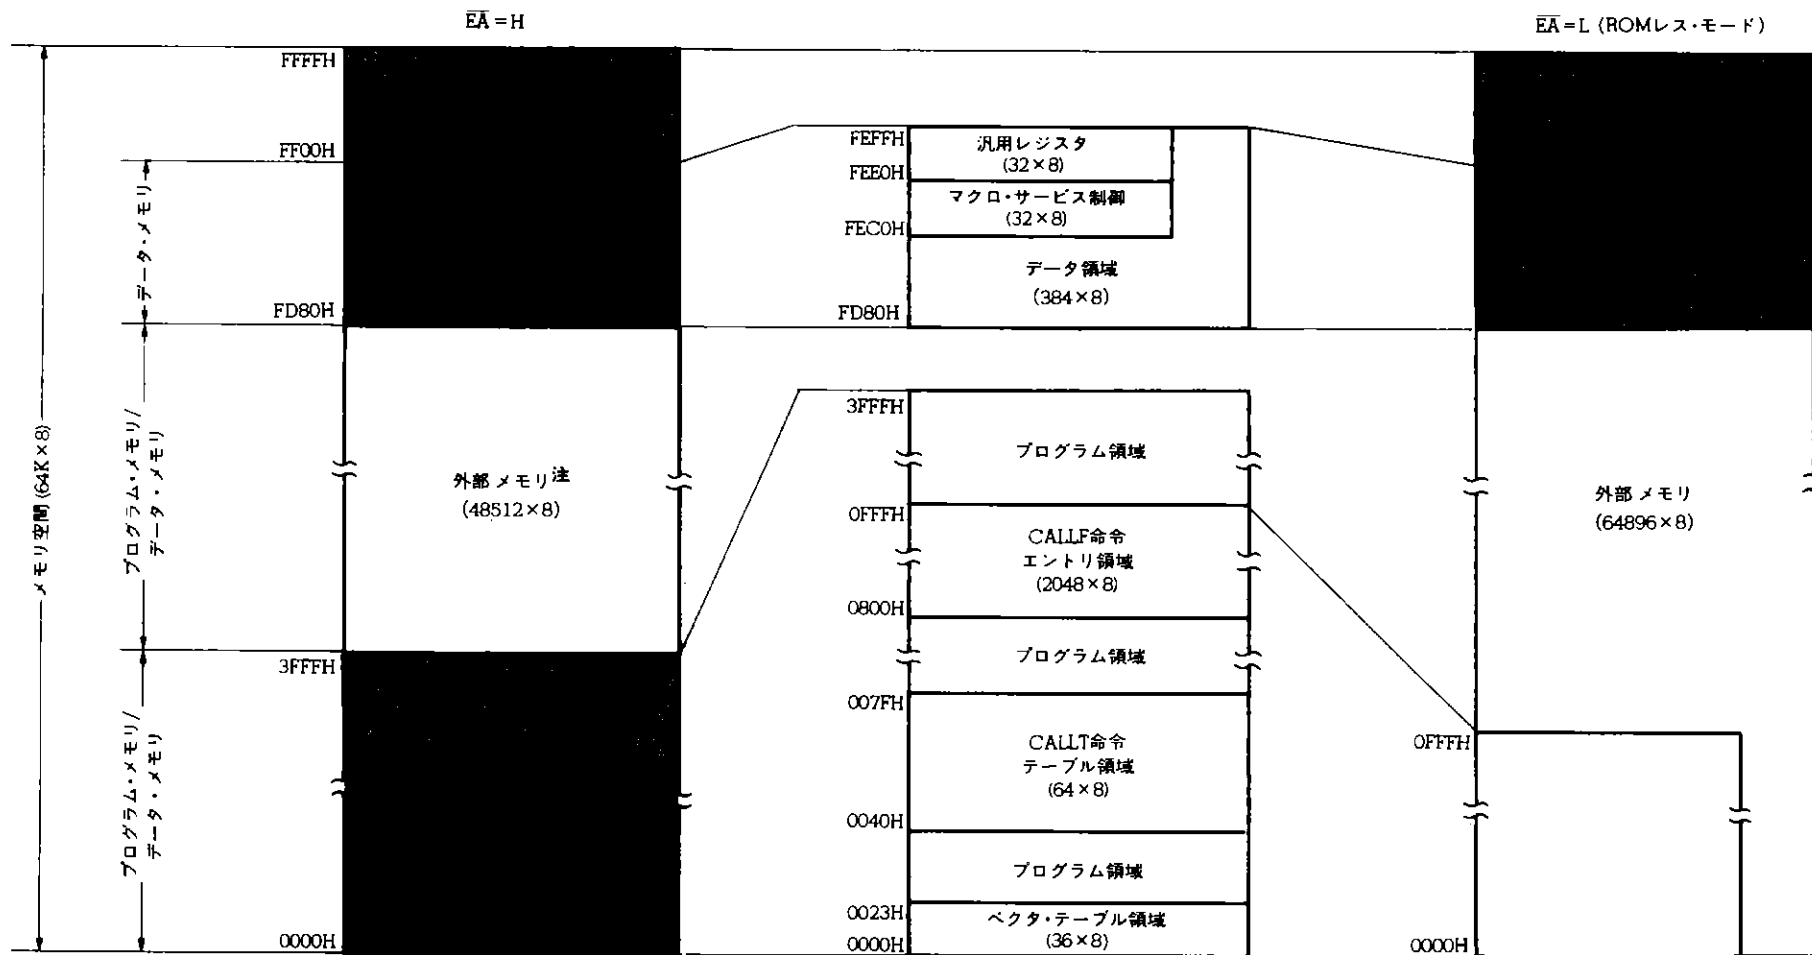 EA=H
EA=L (ROMレス・モード)
メモリ空間 (64K×8)
データ・メモリ
プログラム・メモリ/
データ・メモリ
プログラム・メモリ/
データ・メモリ
FFFFH
FF00H
FD80H
外部メモリ注
(48512×8)
3FFFH
0000H
FEFFH
汎用レジスタ
(32×8)
FEE0H
マクロ・サービス制御
(32×8)
FEC0H
データ領域
(384×8)
FD80H
3FFFH
プログラム領域
0FFFH
CALLF命令
エントリ領域
(2048×8)
0800H
プログラム領域
007FH
CALLT命令
テーブル領域
(64×8)
0040H
プログラム領域
0023H
ベクタ・テーブル領域
(36×8)
0000H
外部メモリ
(64896×8)
0FFFH
0000H